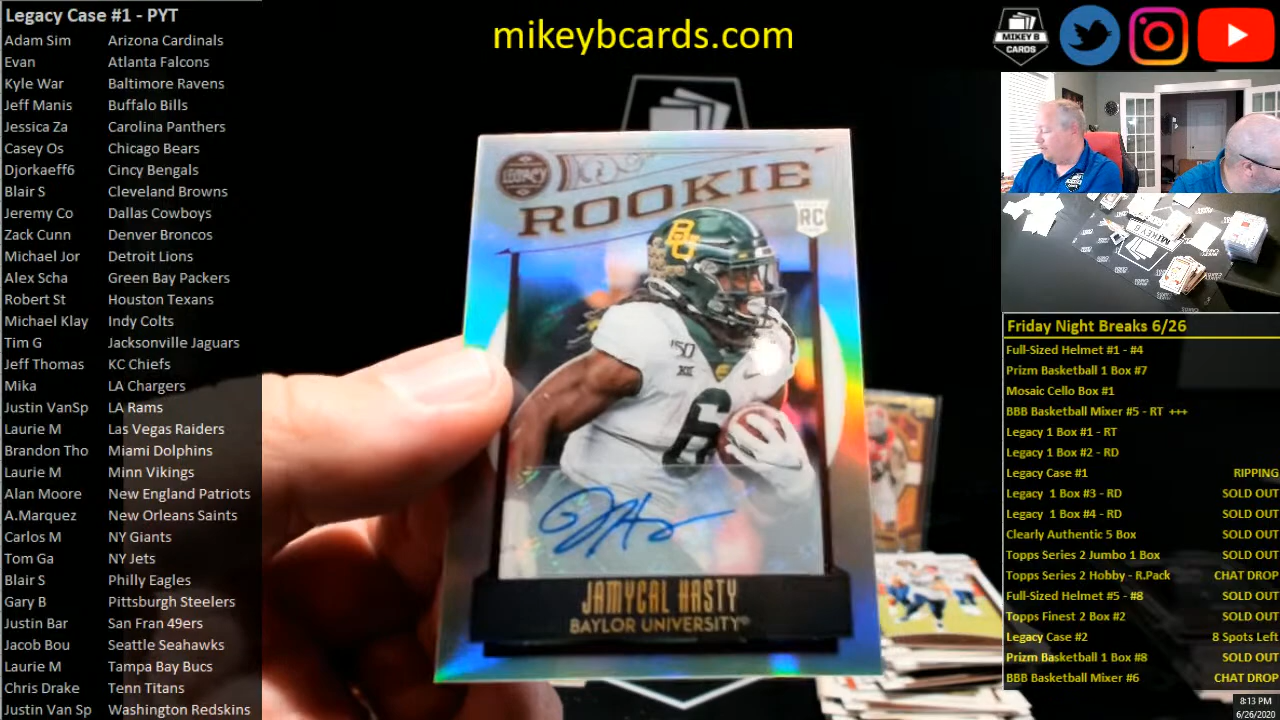 Legacy Case #1 - PYT
Adam Sim Arizona Cardinals
Evan Atlanta Falcons
Kyle War Baltimore Ravens
Jeff Manis Buffalo Bills
Jessica Za Carolina Panthers
Casey Os Chicago Bears
Djorkaeff6 Cincy Bengals
Blair S Cleveland Browns
Jeremy Co Dallas Cowboys
Zack Cunn Denver Broncos
Michael Jor Detroit Lions
Alex Scha Green Bay Packers
Robert St Houston Texans
Michael Klay Indy Colts
Tim G Jacksonville Jaguars
Jeff Thomas KC Chiefs
Mika LA Chargers
Justin VanSp LA Rams
Laurie M Las Vegas Raiders
Brandon Tho Miami Dolphins
Laurie M Minn Vikings
Alan Moore New England Patriots
A.Marquez New Orleans Saints
Carlos M NY Giants
Tom Ga NY Jets
Blair S Philly Eagles
Gary B Pittsburgh Steelers
Justin Bar San Fran 49ers
Jacob Bou Seattle Seahawks
Laurie M Tampa Bay Bucs
Chris Drake Tenn Titans
Justin Van Sp Washington Redskins
mikeybcards.com
LEGACY
ROOKIE
RC
BU
150
XII
6
JAMYCAL HASTY
BAYLOR UNIVERSITY®
MIKEY B
CARDS
MIKEY B
Friday Night Breaks 6/26
Full-Sized Helmet #1 - #4
Prizm Basketball 1 Box #7
Mosaic Cello Box #1
BBB Basketball Mixer #5 - RT +++
Legacy 1 Box #1 - RT
Legacy 1 Box #2 - RD
Legacy Case #1 RIPPING
Legacy 1 Box #3 - RD SOLD OUT
Legacy 1 Box #4 - RD SOLD OUT
Clearly Authentic 5 Box SOLD OUT
Topps Series 2 Jumbo 1 Box SOLD OUT
Topps Series 2 Hobby - R.Pack CHAT DROP
Full-Sized Helmet #5 - #8 SOLD OUT
Topps Finest 2 Box #2 SOLD OUT
Legacy Case #2 8 Spots Left
Prizm Basketball 1 Box #8 SOLD OUT
BBB Basketball Mixer #6 CHAT DROP
8:13 PM
6/26/2020